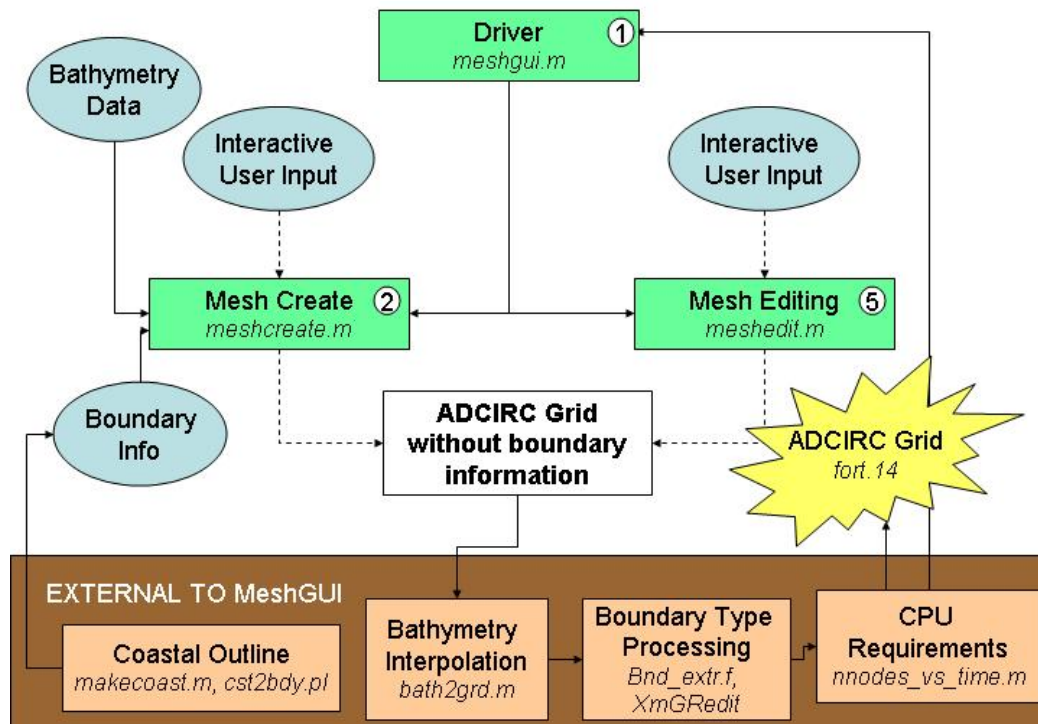 Driver
1
meshgui.m
Bathymetry
Data
Interactive
User Input
Interactive
User Input
Mesh Create
2
meshcreate.m
Mesh Editing
5
meshedit.m
Boundary
Info
ADCIRC Grid
without boundary
information
ADCIRC Grid
fort.14
EXTERNAL TO MeshGUI
Coastal Outline
makecoast.m, cst2bdy.pl
Bathymetry
Interpolation
bath2grd.m
Boundary Type
Processing
Bnd_extr.f,
XmGRedit
CPU
Requirements
nnodes_vs_time.m